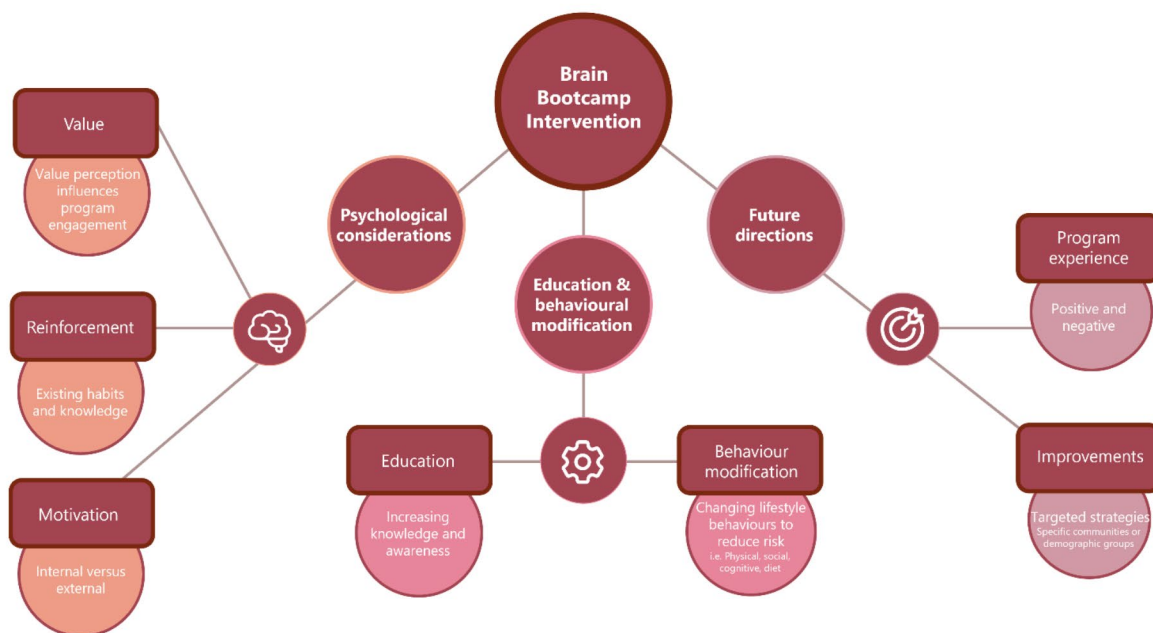 Brain
Bootcamp
Intervention
Psychological
considerations
Education &
behavioural
modification
Future
directions
Value
Value perception
influences
program
engagement
Reinforcement
Existing habits
and knowledge
Motivation
Internal versus
external
Education
Increasing
knowledge and
awareness
Behaviour
modification
Changing lifestyle
behaviours to
reduce risk
i.e. Physical, social,
cognitive, diet
Program
experience
Positive and
negative
Improvements
Targeted strategies
Specific communities or
demographic groups